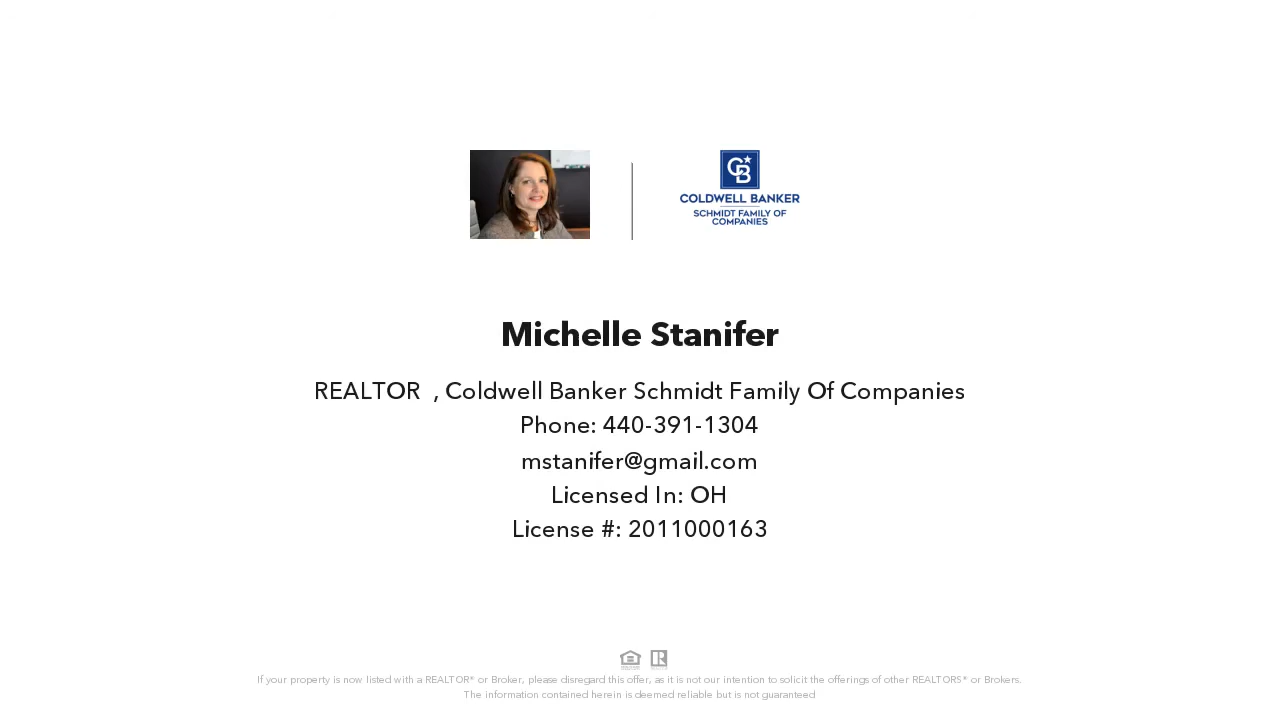 CB
COLDWELL BANKER
SCHMIDT FAMILY OF
COMPANIES
Michelle Stanifer
REALTOR , Coldwell Banker Schmidt Family Of Companies
Phone: 440-391-1304
mstanifer@gmail.com
Licensed In: OH
License #: 2011000163
If your property is now listed with a REALTOR® or Broker, please disregard this offer, as it is not our intention to solicit the offerings of other REALTORS® or Brokers.
The information contained herein is deemed reliable but is not guaranteed